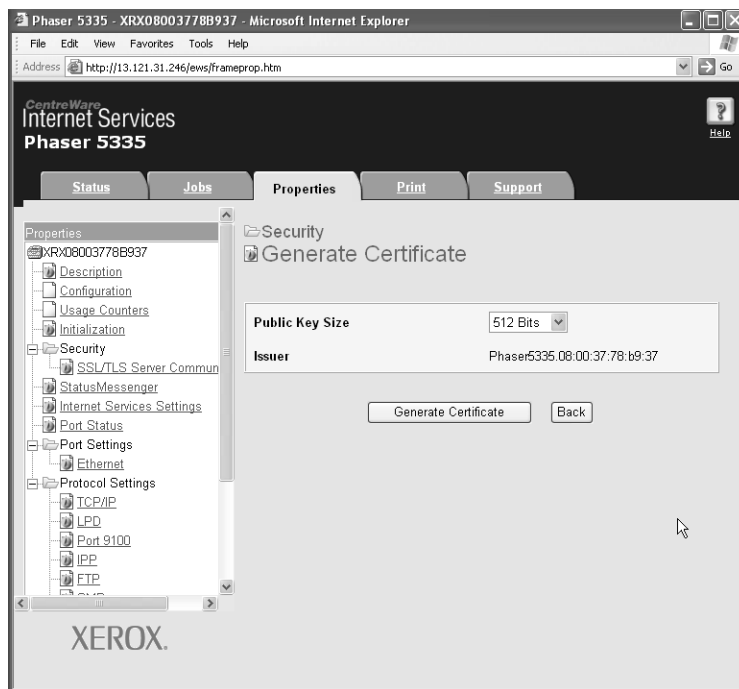 Phaser 5335 - XRX08003778B937 - Microsoft Internet Explorer
File Edit View Favorites Tools Help
Address http://13.121.31.246/ews/frameprop.htm Go
CentreWare
Internet Services
Phaser 5335
Help
Status Jobs Properties Print Support
Properties
XRX08003778B937
Description
Configuration
Usage Counters
Initialization
Security
SSL/TLS Server Commun
StatusMessenger
Internet Services Settings
Port Status
Port Settings
Ethernet
Protocol Settings
TCP/IP
LPD
Port 9100
IPP
FTP
Security
Generate Certificate
Public Key Size 512 Bits
Issuer Phaser5335.08:00:37:78:b9:37
Generate Certificate Back
XEROX.